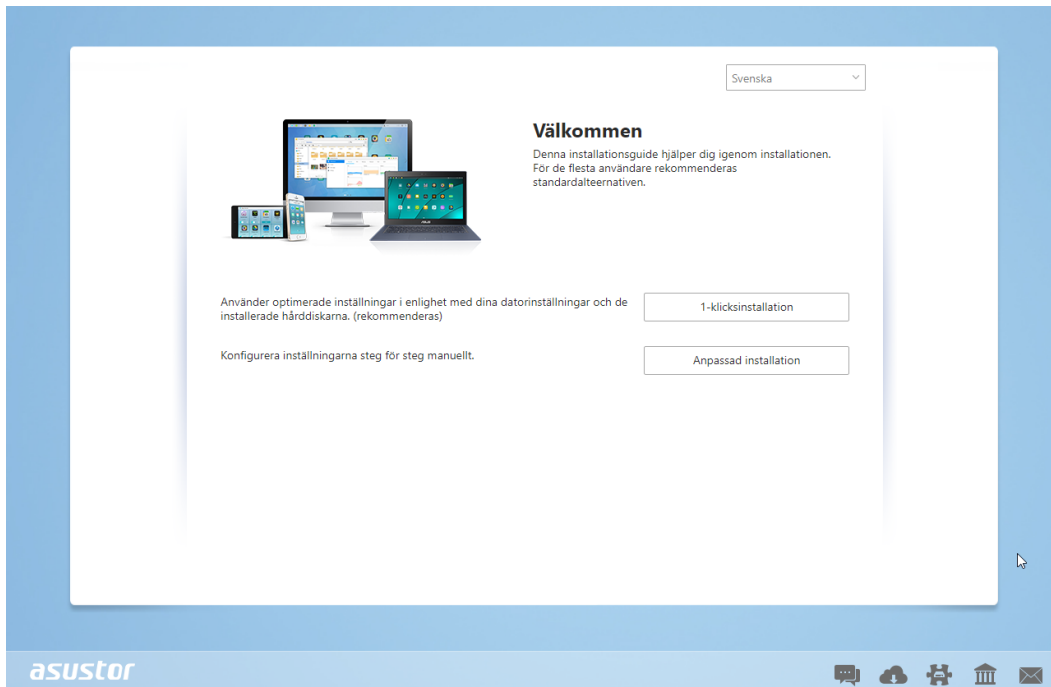 Svenska
Välkommen
Denna installationsguide hjälper dig igenom installationen.
För de flesta användare rekommenderas
standardalteernativen.
Använder optimerade inställningar i enlighet med dina datorinställningar och de
installerade hårddiskarna. (rekommenderas)
1-klicksinstallation
Konfigurera inställningarna steg för steg manuellt.
Anpassad installation
asustor